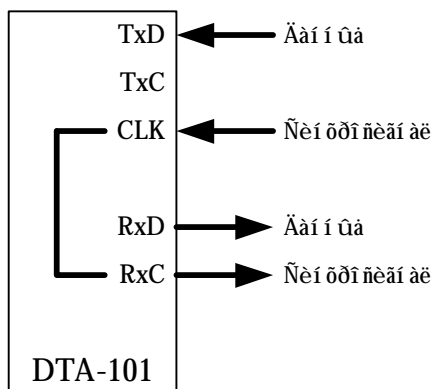 TxD Äàí í ûå
TxC
CLK Ñèí õðî ñèãí àë
RxD Äàí í ûå
RxC Ñèí õðî ñèãí àë
DTA-101